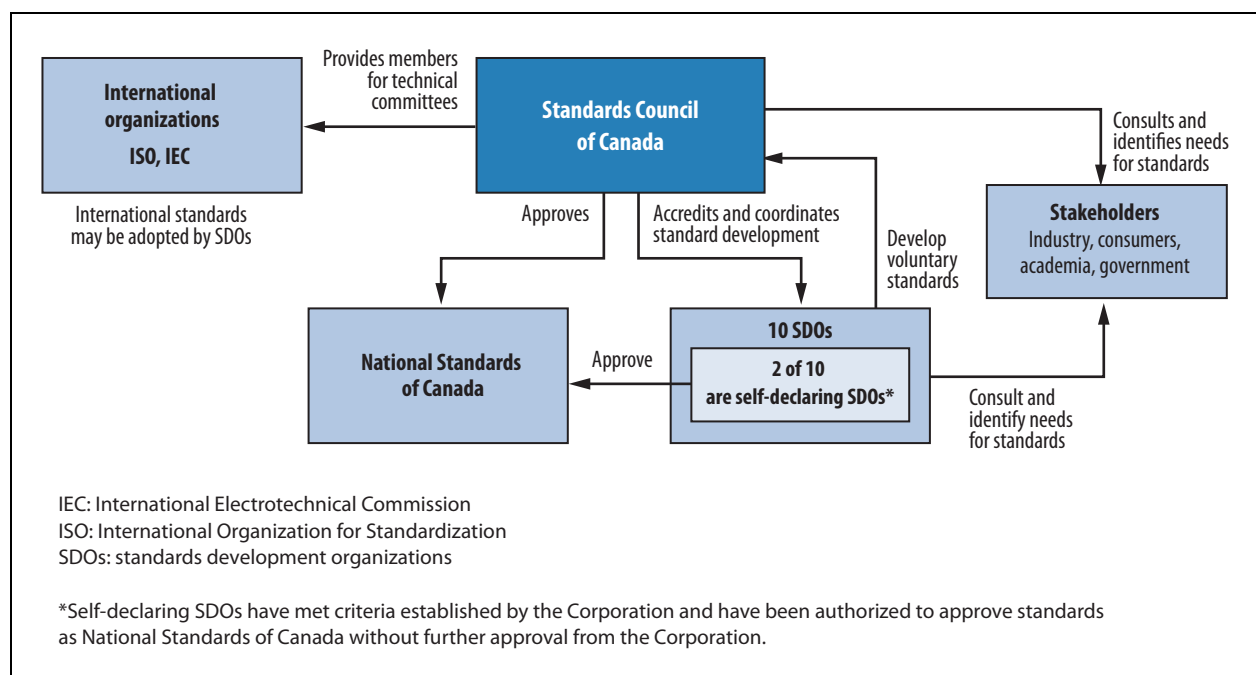 Provides members
for technical
committees
International
organizations
ISO, IEC
Standards Council
of Canada
Consults and
identifies needs
for standards
International standards
may be adopted by SDOs
Approves
Accredits and coordinates
standard development
Develop
voluntary
standards
Stakeholders
Industry, consumers,
academia, government
National Standards
of Canada
Approve
10 SDOs
2 of 10
are self-declaring SDOs*
Consult and
identify needs
for standards
IEC: International Electrotechnical Commission
ISO: International Organization for Standardization
SDOs: standards development organizations
*Self-declaring SDOs have met criteria established by the Corporation and have been authorized to approve standards
as National Standards of Canada without further approval from the Corporation.